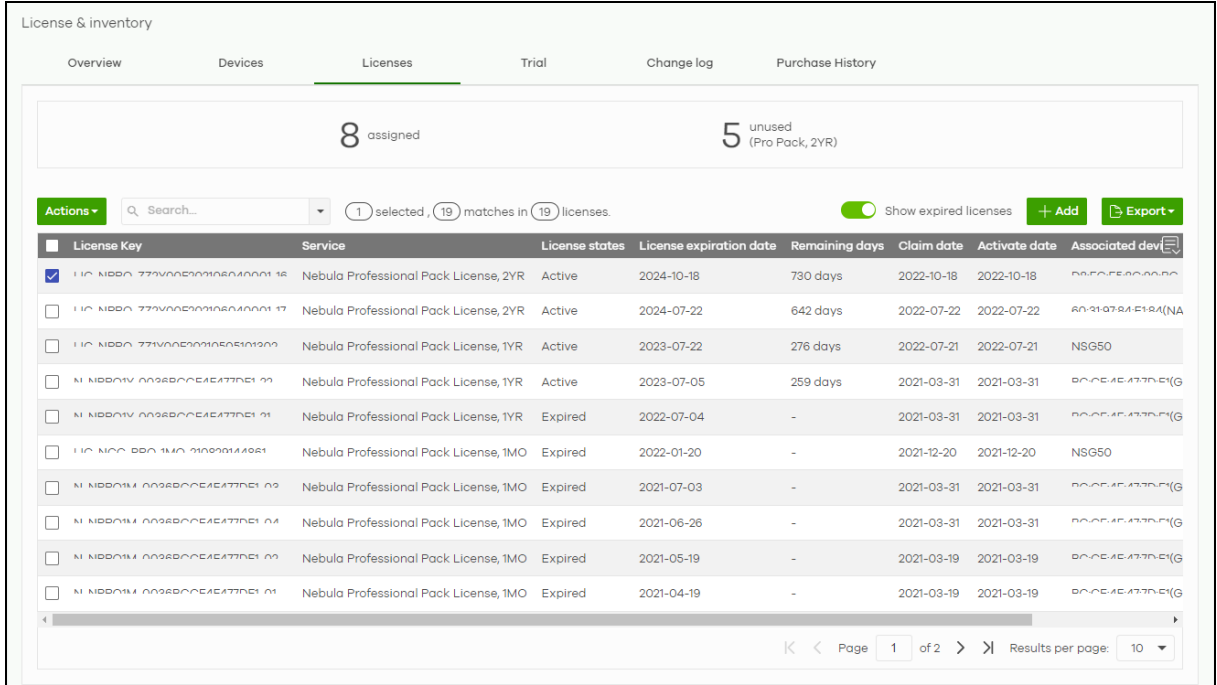 License & inventory
Overview Devices Licenses Trial Change log Purchase History
8 assigned 5 unused
(Pro Pack, 2YR)
Actions Search... 1 selected , 19 matches in 19 licenses. Show expired licenses + Add Export
License Key Service License states License expiration date Remaining days Claim date Activate date Associated devi
Nebula Professional Pack License, 2YR Active 2024-10-18 730 days 2022-10-18 2022-10-18
Nebula Professional Pack License, 2YR Active 2024-07-22 642 days 2022-07-22 2022-07-22
Nebula Professional Pack License, 1YR Active 2023-07-22 276 days 2022-07-21 2022-07-21 NSG50
Nebula Professional Pack License, 1YR Active 2023-07-05 259 days 2021-03-31 2021-03-31
Nebula Professional Pack License, 1YR Expired 2022-07-04 - 2021-03-31 2021-03-31
Nebula Professional Pack License, 1MO Expired 2022-01-20 - 2021-12-20 2021-12-20 NSG50
Nebula Professional Pack License, 1MO Expired 2021-07-03 - 2021-03-31 2021-03-31
Nebula Professional Pack License, 1MO Expired 2021-06-26 - 2021-03-31 2021-03-31
Nebula Professional Pack License, 1MO Expired 2021-05-19 - 2021-03-19 2021-03-19
Nebula Professional Pack License, 1MO Expired 2021-04-19 - 2021-03-19 2021-03-19
Page 1 of 2 Results per page: 10